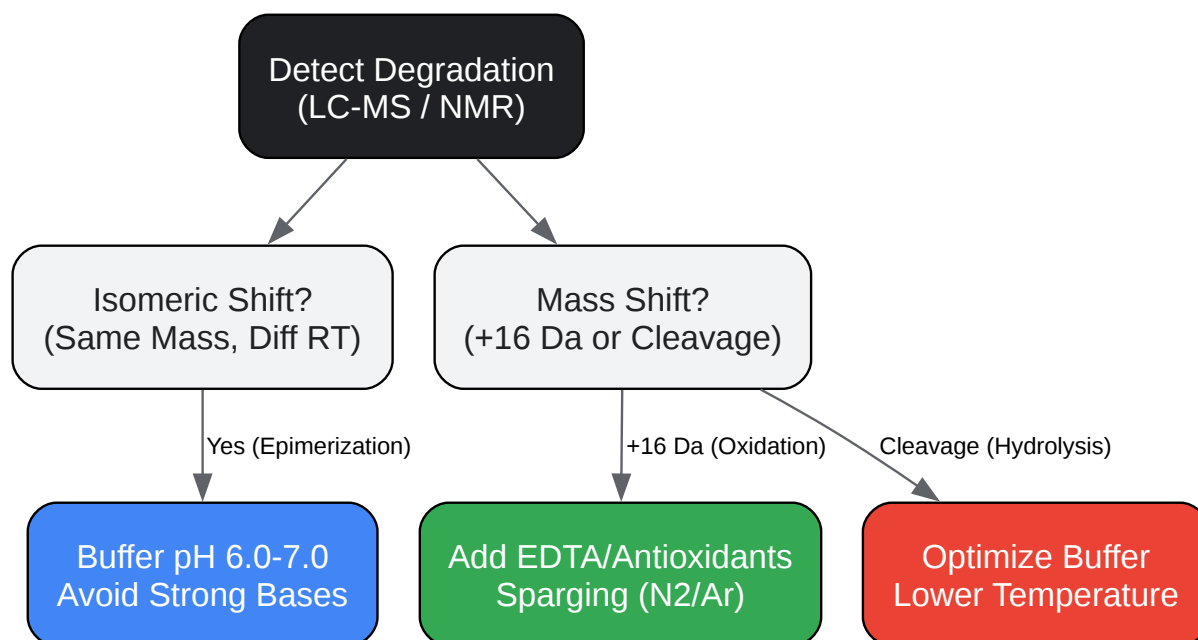 Detect Degradation
(LC-MS / NMR)
Isomeric Shift?
(Same Mass, Diff RT)
Mass Shift?
(+16 Da or Cleavage)
Yes (Epimerization)
+16 Da (Oxidation)
Cleavage (Hydrolysis)
Buffer pH 6.0-7.0
Avoid Strong Bases
Add EDTA/Antioxidants
Sparging (N2/Ar)
Optimize Buffer
Lower Temperature